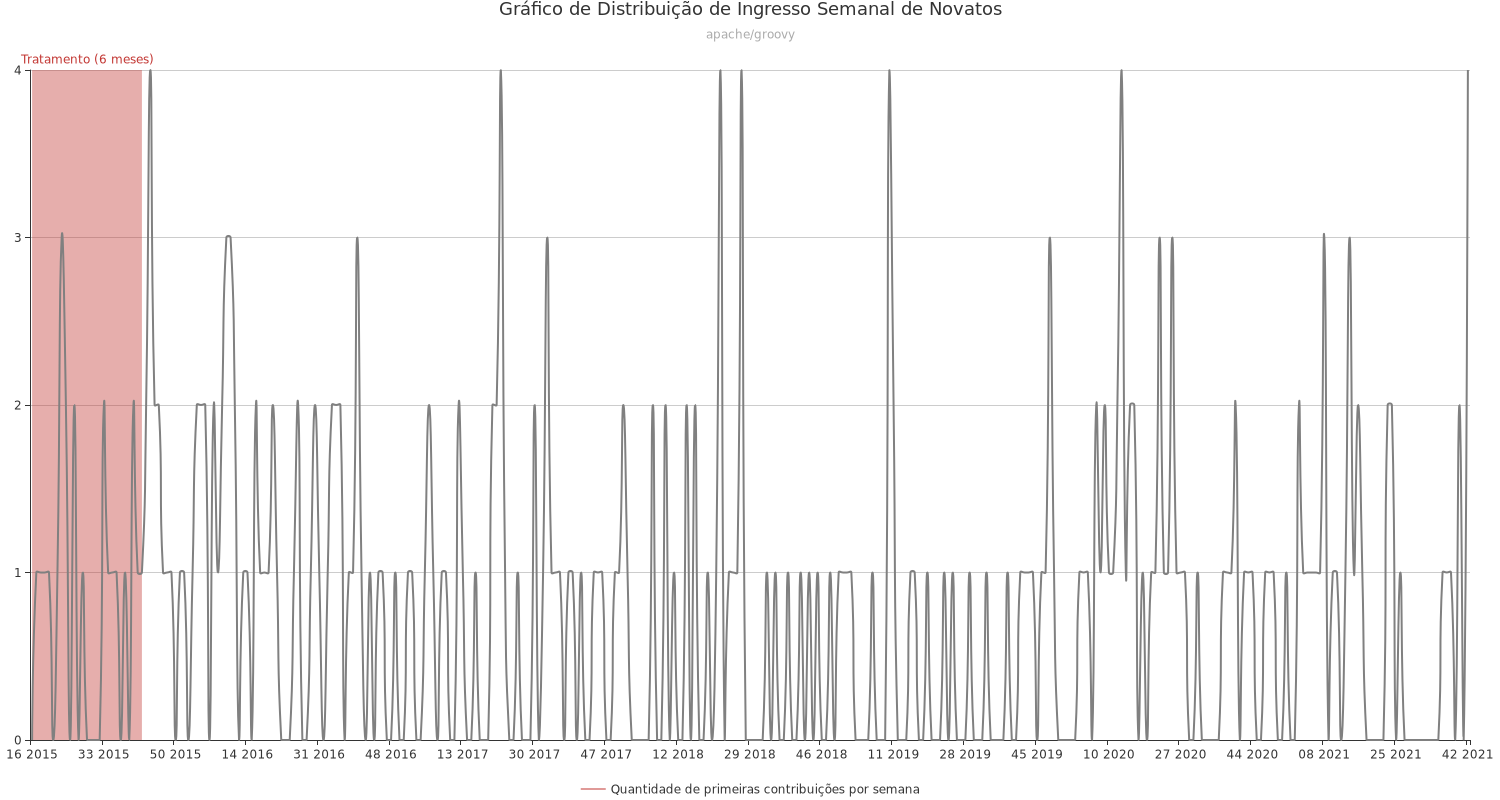 Gráfico de Distribuição de Ingresso Semanal de Novatos
apache/groovy
Tratamento (6 meses)
4
3
2
1
0
16 2015 33 2015 50 2015 14 2016 31 2016 48 2016 13 2017 30 2017 47 2017 12 2018 29 2018 46 2018 11 2019 28 2019 45 2019 10 2020 27 2020 44 2020 08 2021 25 2021 42 2021
Quantidade de primeiras contribuições por semana